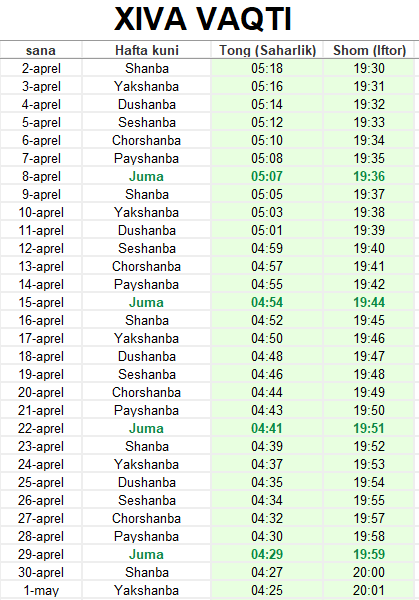 XIVA VAQTI
sana Hafta kuni Tong (Saharlik) Shom (Iftor)
2-aprel Shanba 05:18 19:30
3-aprel Yakshanba 05:16 19:31
4-aprel Dushanba 05:14 19:32
5-aprel Seshanba 05:12 19:33
6-aprel Chorshanba 05:10 19:34
7-aprel Payshanba 05:08 19:35
8-aprel Juma 05:07 19:36
9-aprel Shanba 05:05 19:37
10-aprel Yakshanba 05:03 19:38
11-aprel Dushanba 05:01 19:39
12-aprel Seshanba 04:59 19:40
13-aprel Chorshanba 04:57 19:41
14-aprel Payshanba 04:55 19:42
15-aprel Juma 04:54 19:44
16-aprel Shanba 04:52 19:45
17-aprel Yakshanba 04:50 19:46
18-aprel Dushanba 04:48 19:47
19-aprel Seshanba 04:46 19:48
20-aprel Chorshanba 04:44 19:49
21-aprel Payshanba 04:43 19:50
22-aprel Juma 04:41 19:51
23-aprel Shanba 04:39 19:52
24-aprel Yakshanba 04:37 19:53
25-aprel Dushanba 04:35 19:54
26-aprel Seshanba 04:34 19:55
27-aprel Chorshanba 04:32 19:57
28-aprel Payshanba 04:30 19:58
29-aprel Juma 04:29 19:59
30-aprel Shanba 04:27 20:00
1-may Yakshanba 04:25 20:01